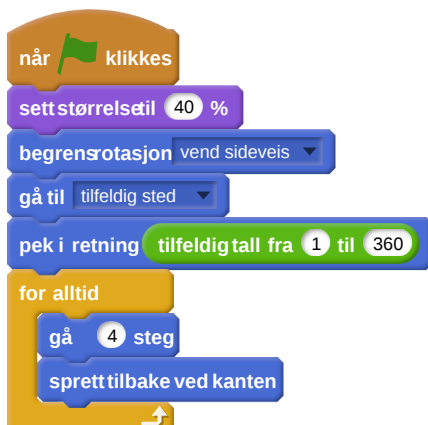 når klikkes
sett størrelse til 40 %
begrens rotasjon vend sideveis
gå til tilfeldig sted
pek i retning tilfeldig tall fra 1 til 360
for alltid
gå 4 steg
sprett tilbake ved kanten